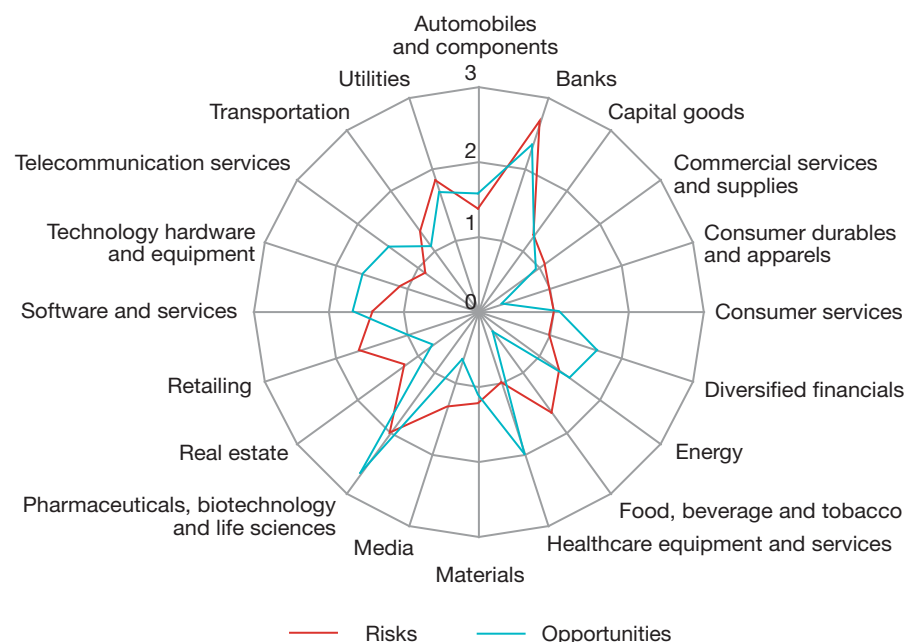 Automobiles
and components
3
Utilities
Banks
Transportation
Capital goods
Telecommunication services
2
Commercial services
and supplies
Technology hardware
and equipment
1
Consumer durables
and apparels
Software and services
0
Consumer services
Retailing
Diversified financials
Real estate
Energy
Pharmaceuticals, biotechnology
and life sciences
Food, beverage and tobacco
Media
Healthcare equipment and services
Materials
Risks
Opportunities